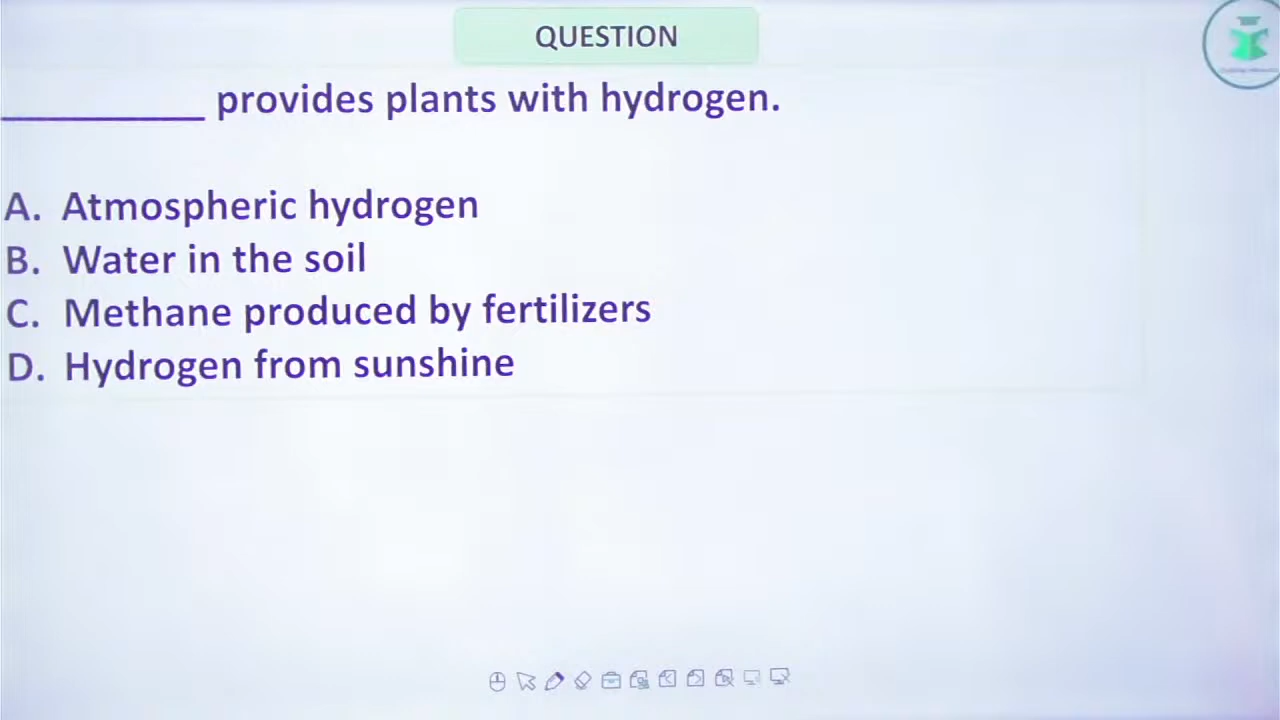 QUESTION
__________ provides plants with hydrogen.
A. Atmospheric hydrogen
B. Water in the soil
C. Methane produced by fertilizers
D. Hydrogen from sunshine